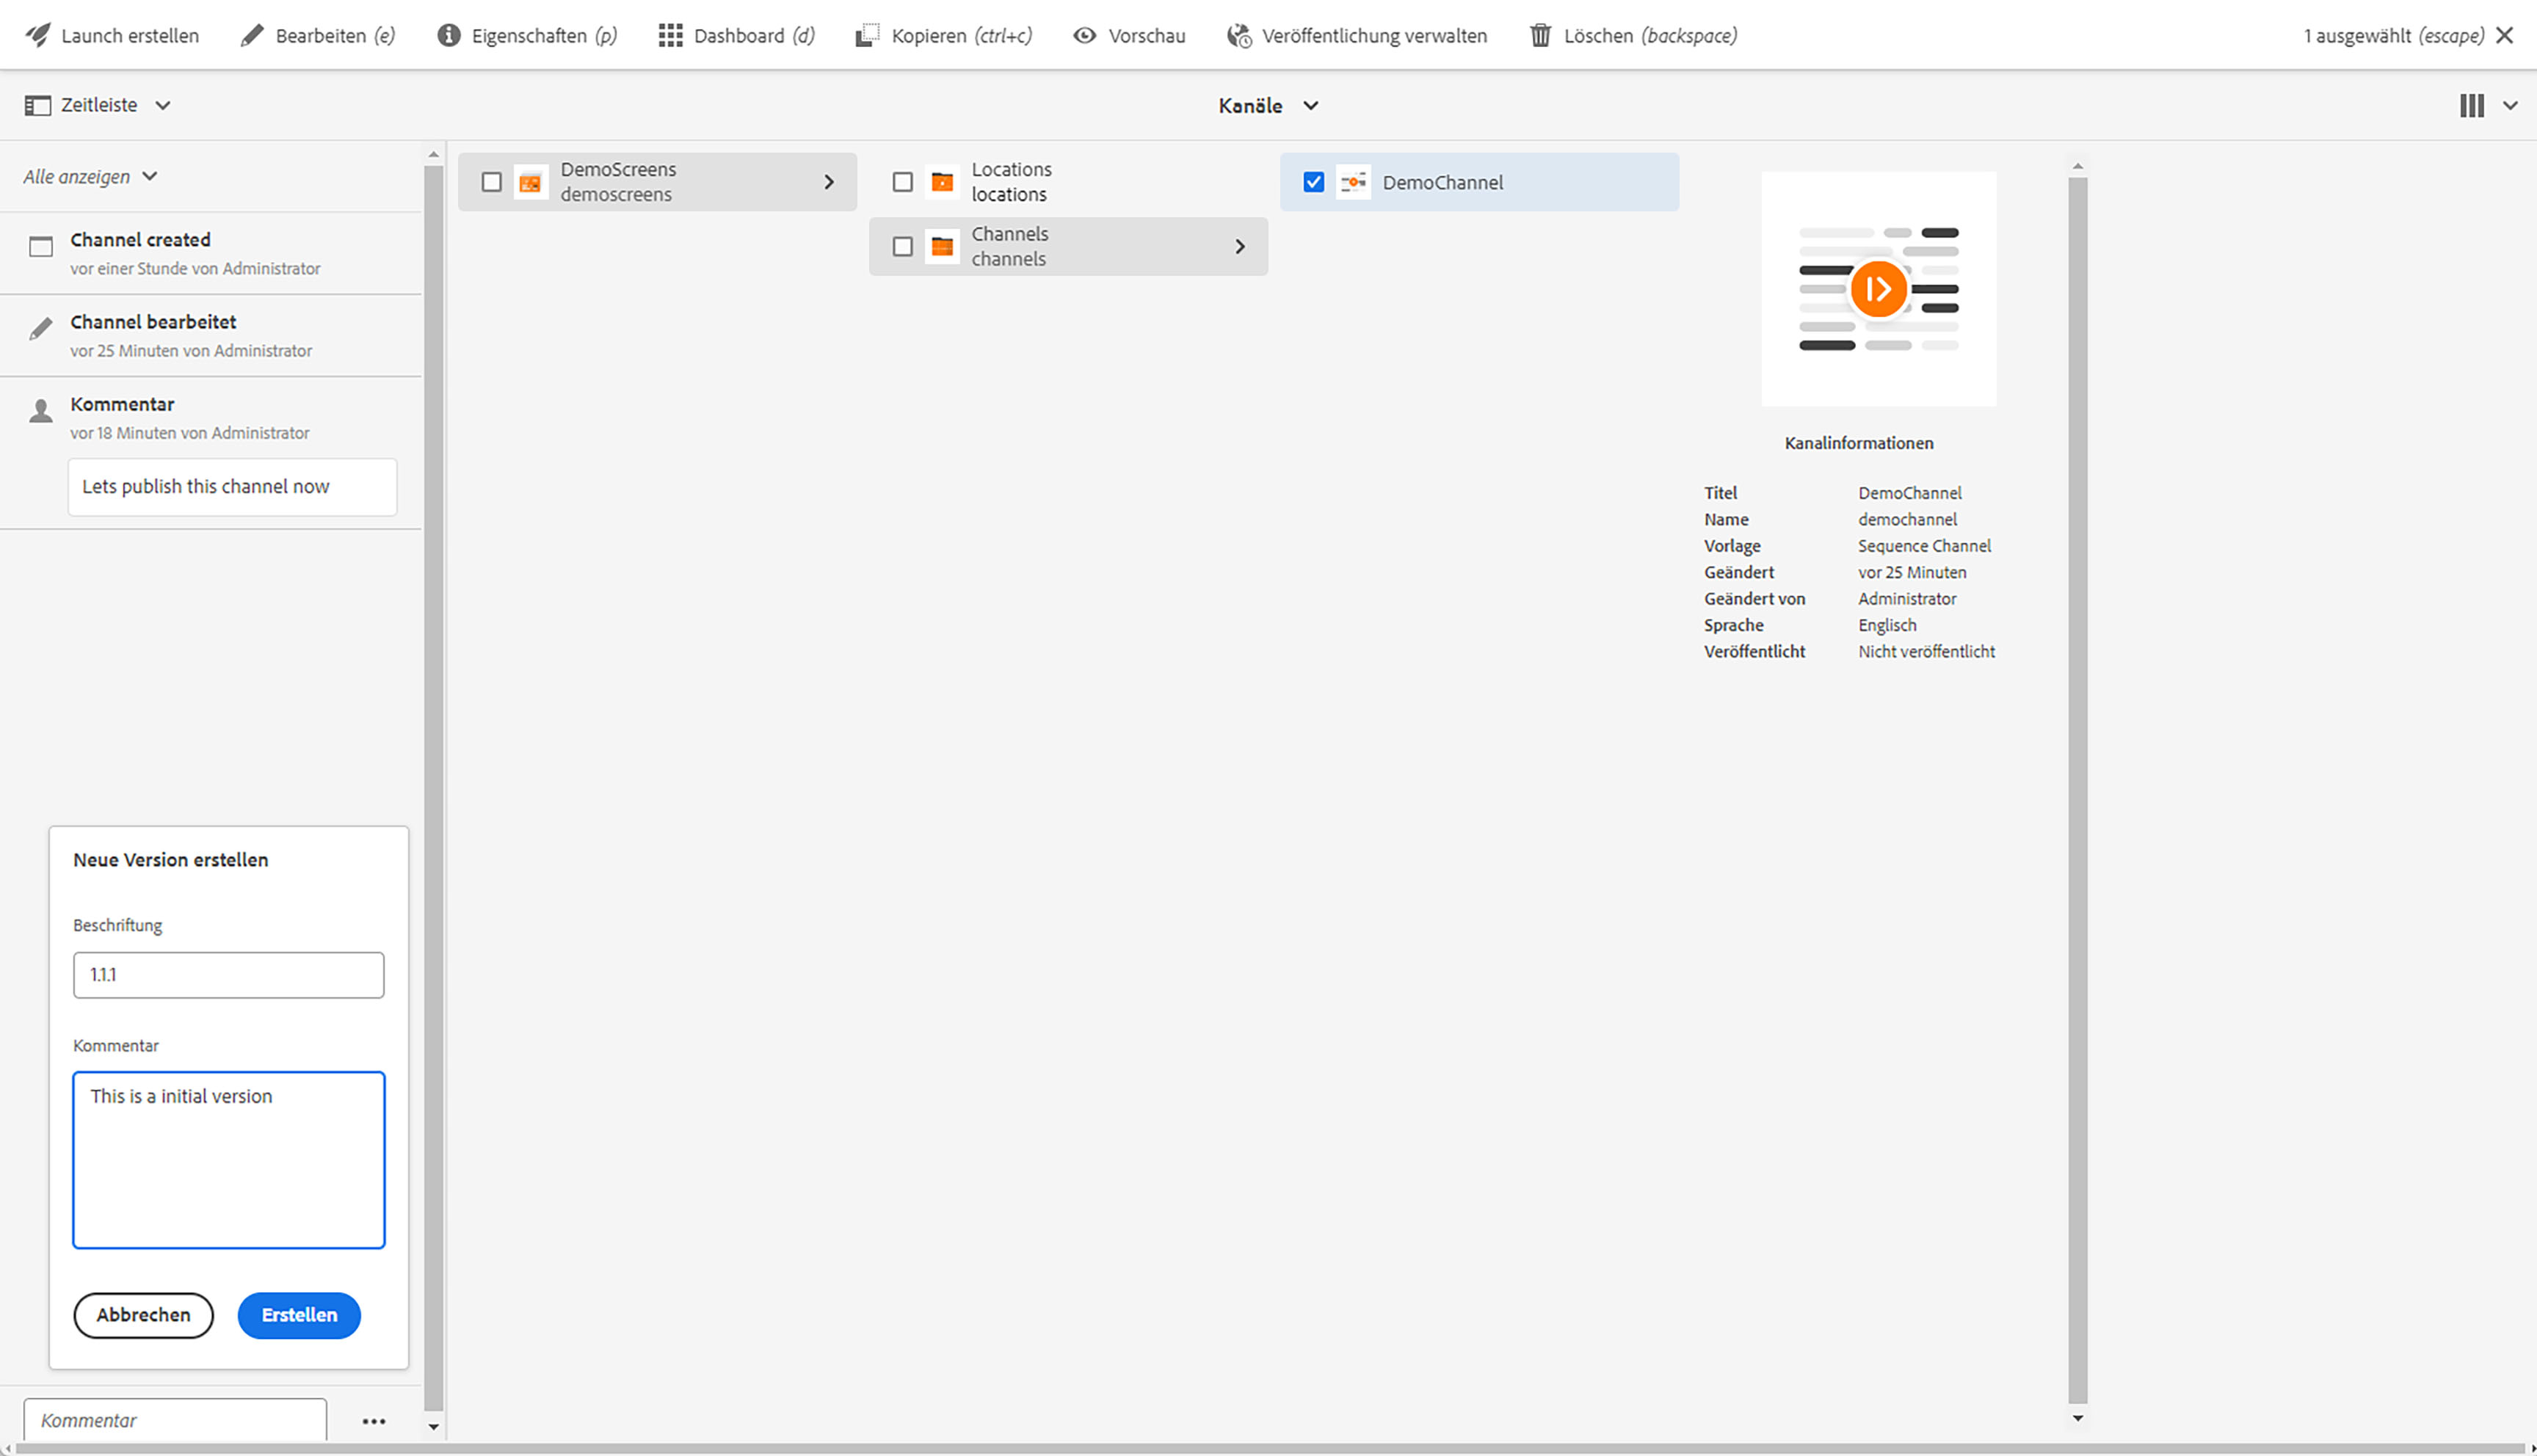 Launch erstellen Bearbeiten (e) Eigenschaften (p) Dashboard (d) Kopieren (ctrl+c) Vorschau Veröffentlichung verwalten Löschen (backspace) 1 ausgewählt (escape)
Zeitleiste Kanäle
Alle anzeigen
Channel created
vor einer Stunde von Administrator
Channel bearbeitet
vor 25 Minuten von Administrator
Kommentar
vor 18 Minuten von Administrator
Lets publish this channel now
Neue Version erstellen
Beschriftung
1.1.1
Kommentar
This is a initial version
Abbrechen Erstellen
Kommentar
DemoScreens
demoscreens
Locations
locations
Channels
channels
DemoChannel
Kanalinformationen
Titel DemoChannel
Name demochannel
Vorlage Sequence Channel
Geändert vor 25 Minuten
Geändert von Administrator
Sprache Englisch
Veröffentlicht Nicht veröffentlicht